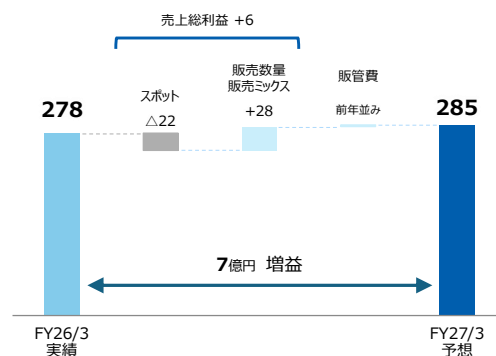 売上総利益 +6
スポット
△22
販売数量
販売ミックス
+28
販管費
前年並み
278
285
7億円 増益
FY26/3
実績
FY27/3
予想